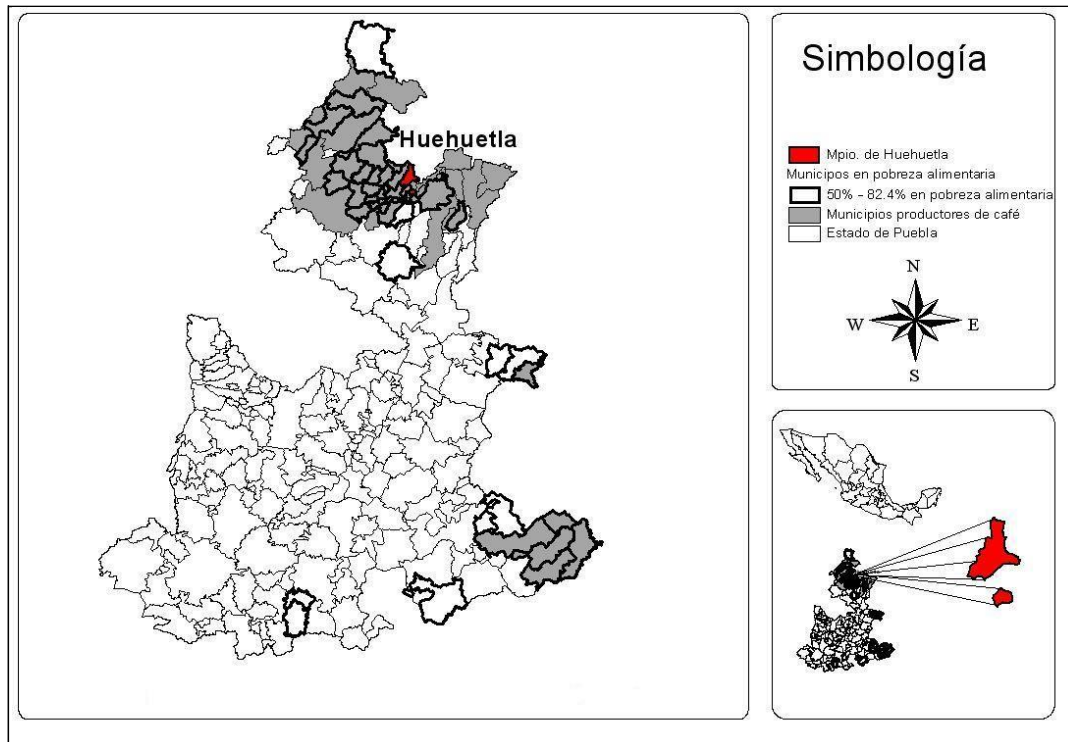 Huehuetla
Simbología
Mpio. de Huehuetla
Municipos en pobreza alimentaria
50% - 82.4% en pobreza alimentaria
Municipios productores de café
Estado de Puebla
N
W E
S